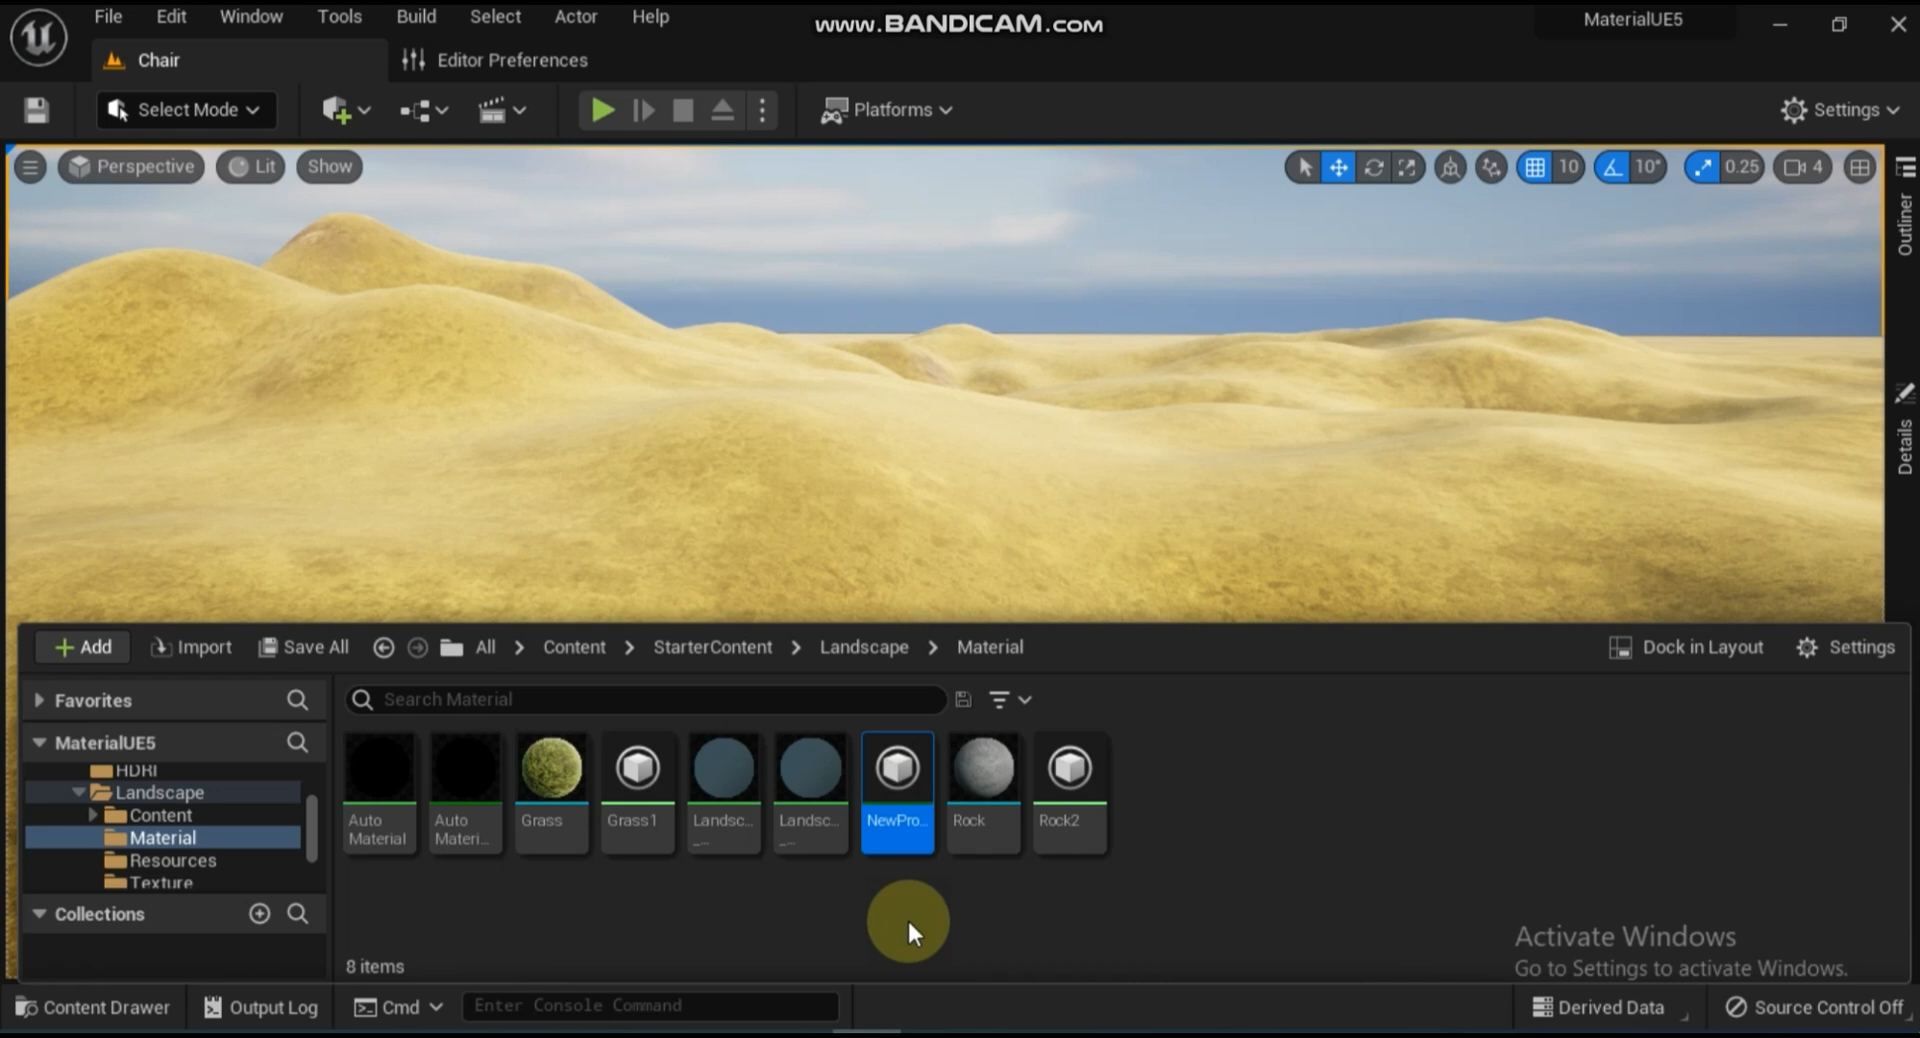 File Edit Window Tools Build Select Actor Help
www.BANDICAM.com
MaterialUE5
Chair
Editor Preferences
Select Mode
Platforms
Settings
Perspective
Lit
Show
10
10°
0.25
4
Outliner
Details
Add
Import
Save All
All
Content
StarterContent
Landscape
Material
Dock in Layout
Settings
Favorites
Search Material
MaterialUE5
HDRI
Landscape
Content
Material
Resources
Texture
Collections
Auto
Material
Auto
Materi...
Grass
Grass1
Landsc...
_...
Landsc...
_...
NewPro...
Rock
Rock2
8 items
Activate Windows
Go to Settings to activate Windows.
Content Drawer
Output Log
Cmd
Enter Console Command
Derived Data
Source Control Off